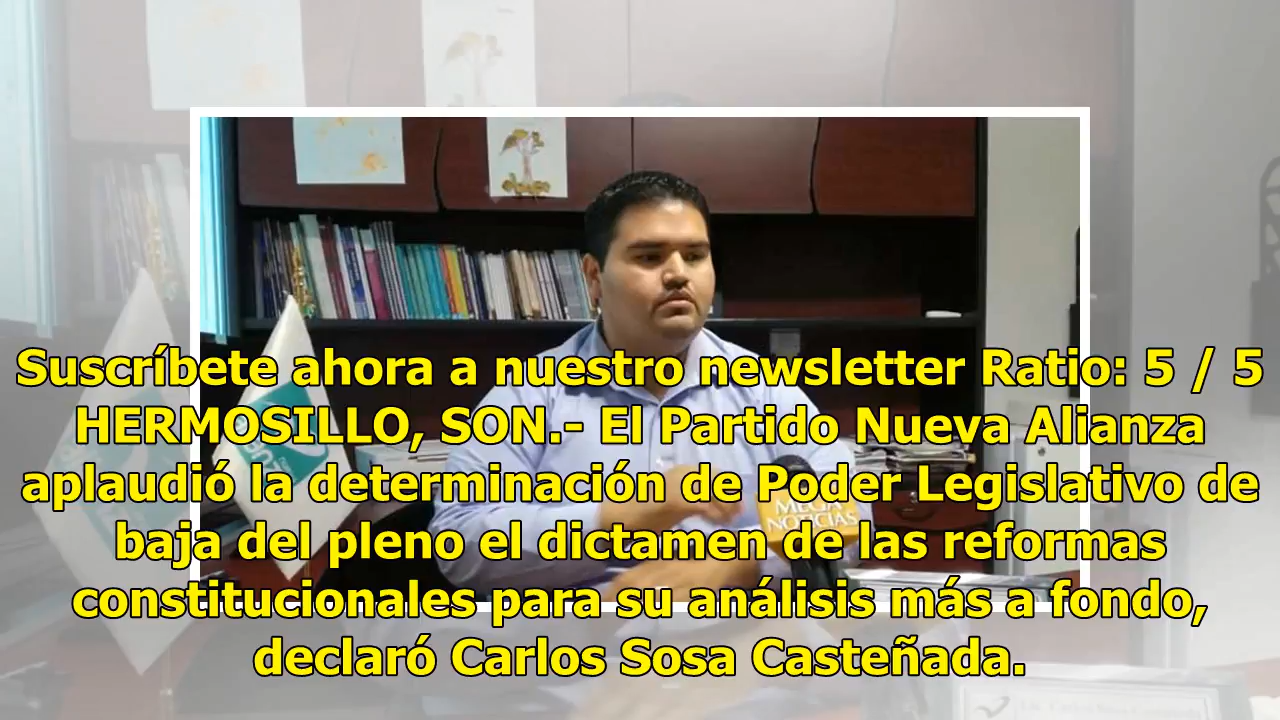 Suscríbete ahora a nuestro newsletter Ratio: 5 / 5
HERMOSILLO, SON.- El Partido Nueva Alianza
aplaudió la determinación de Poder Legislativo de
baja del pleno el dictamen de las reformas
constitucionales para su análisis más a fondo,
declaró Carlos Sosa Casteñada.
MEGA
NOTICIAS